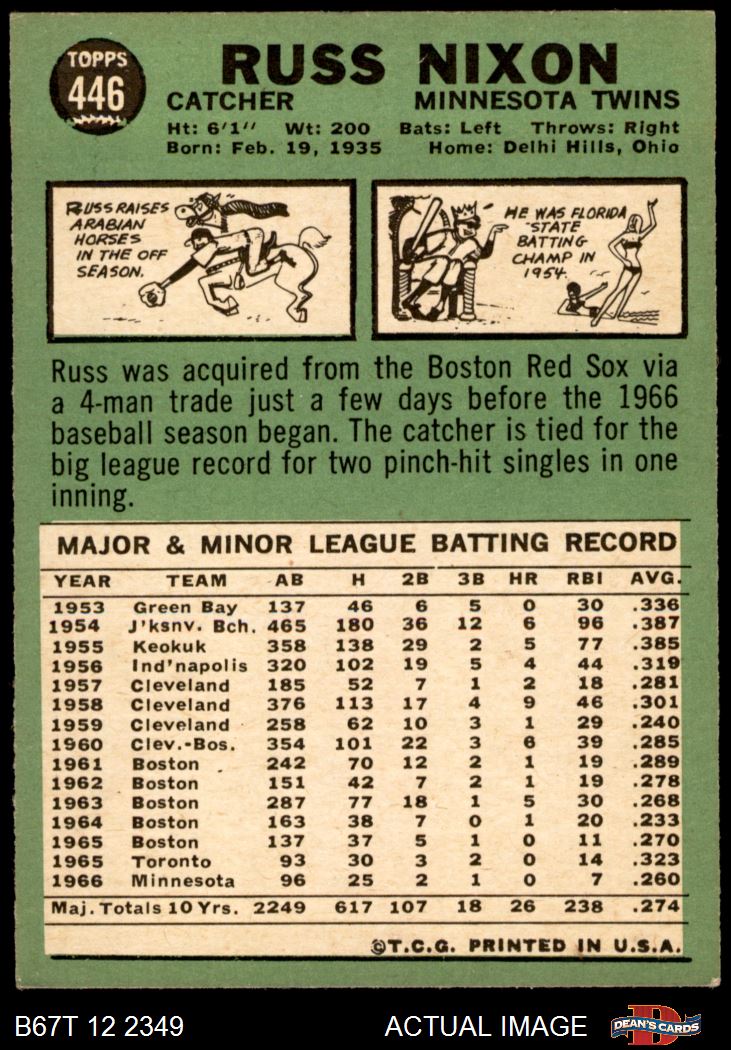 TOPPS
446
RUSS NIXON
CATCHER MINNESOTA TWINS
Ht: 6'1" Wt: 200 Bats: Left Throws: Right
Born: Feb. 19, 1935 Home: Delhi Hills, Ohio
RUSS RAISES
ARABIAN
HORSES
IN THE OFF
SEASON.
HE WAS FLORIDA
STATE
BATTING
CHAMP IN
1954.
Russ was acquired from the Boston Red Sox via
a 4-man trade just a few days before the 1966
baseball season began. The catcher is tied for the
big league record for two pinch-hit singles in one
inning.
MAJOR & MINOR LEAGUE BATTING RECORD
YEAR TEAM AB H 2B 3B HR RBI AVG.
1953 Green Bay 137 46 6 5 0 30 .336
1954 J'ksnv. Bch. 465 180 36 12 6 96 .387
1955 Keokuk 358 138 29 2 5 77 .385
1956 Ind'napolis 320 102 19 5 4 44 .319
1957 Cleveland 185 52 7 1 2 18 .281
1958 Cleveland 376 113 17 4 9 46 .301
1959 Cleveland 258 62 10 3 1 29 .240
1960 Clev.-Bos. 354 101 22 3 6 39 .285
1961 Boston 242 70 12 2 1 19 .289
1962 Boston 151 42 7 2 1 19 .278
1963 Boston 287 77 18 1 5 30 .268
1964 Boston 163 38 7 0 1 20 .233
1965 Boston 137 37 5 1 0 11 .270
1965 Toronto 93 30 3 2 0 14 .323
1966 Minnesota 96 25 2 1 0 7 .260
Maj. Totals 10 Yrs. 2249 617 107 18 26 238 .274
©T.C.G. PRINTED IN U.S.A.
B67T 12 2349 ACTUAL IMAGE
D
DEAN'S CARDS